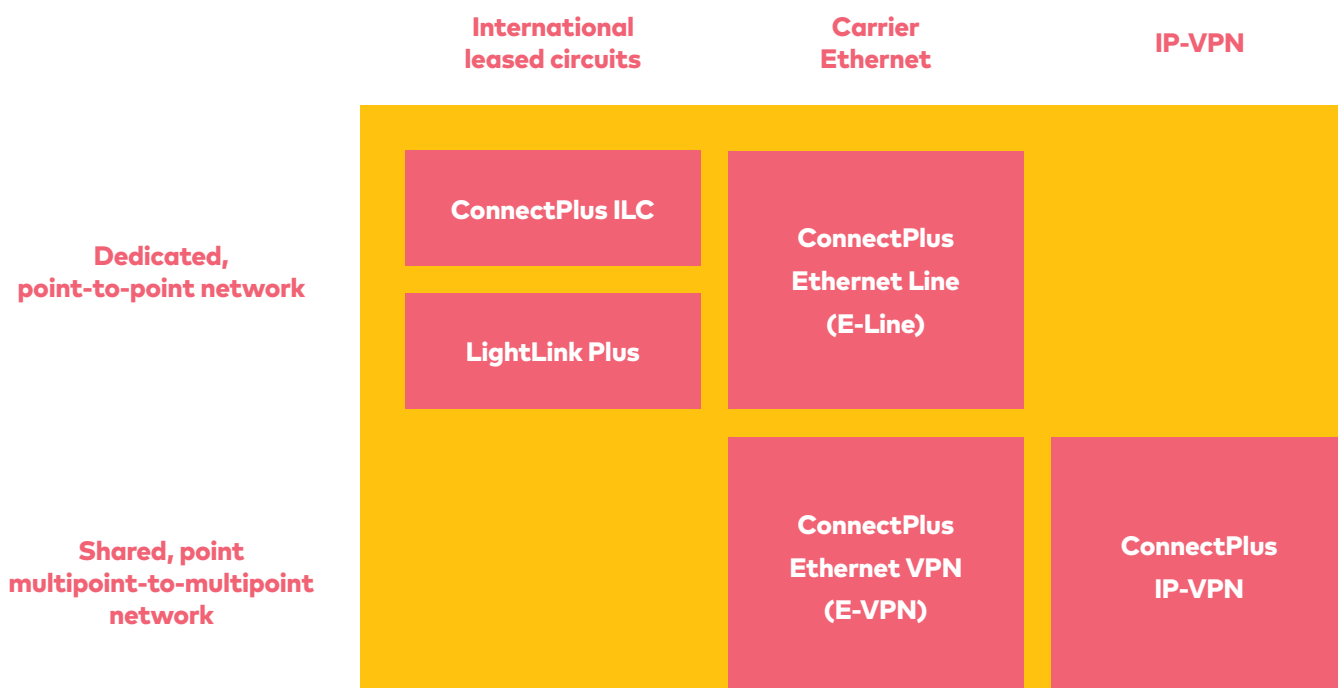 International
leased circuits
Carrier
Ethernet
IP-VPN
Dedicated,
point-to-point network
ConnectPlus ILC
LightLink Plus
ConnectPlus
Ethernet Line
(E-Line)
Shared, point
multipoint-to-multipoint
network
ConnectPlus
Ethernet VPN
(E-VPN)
ConnectPlus
IP-VPN